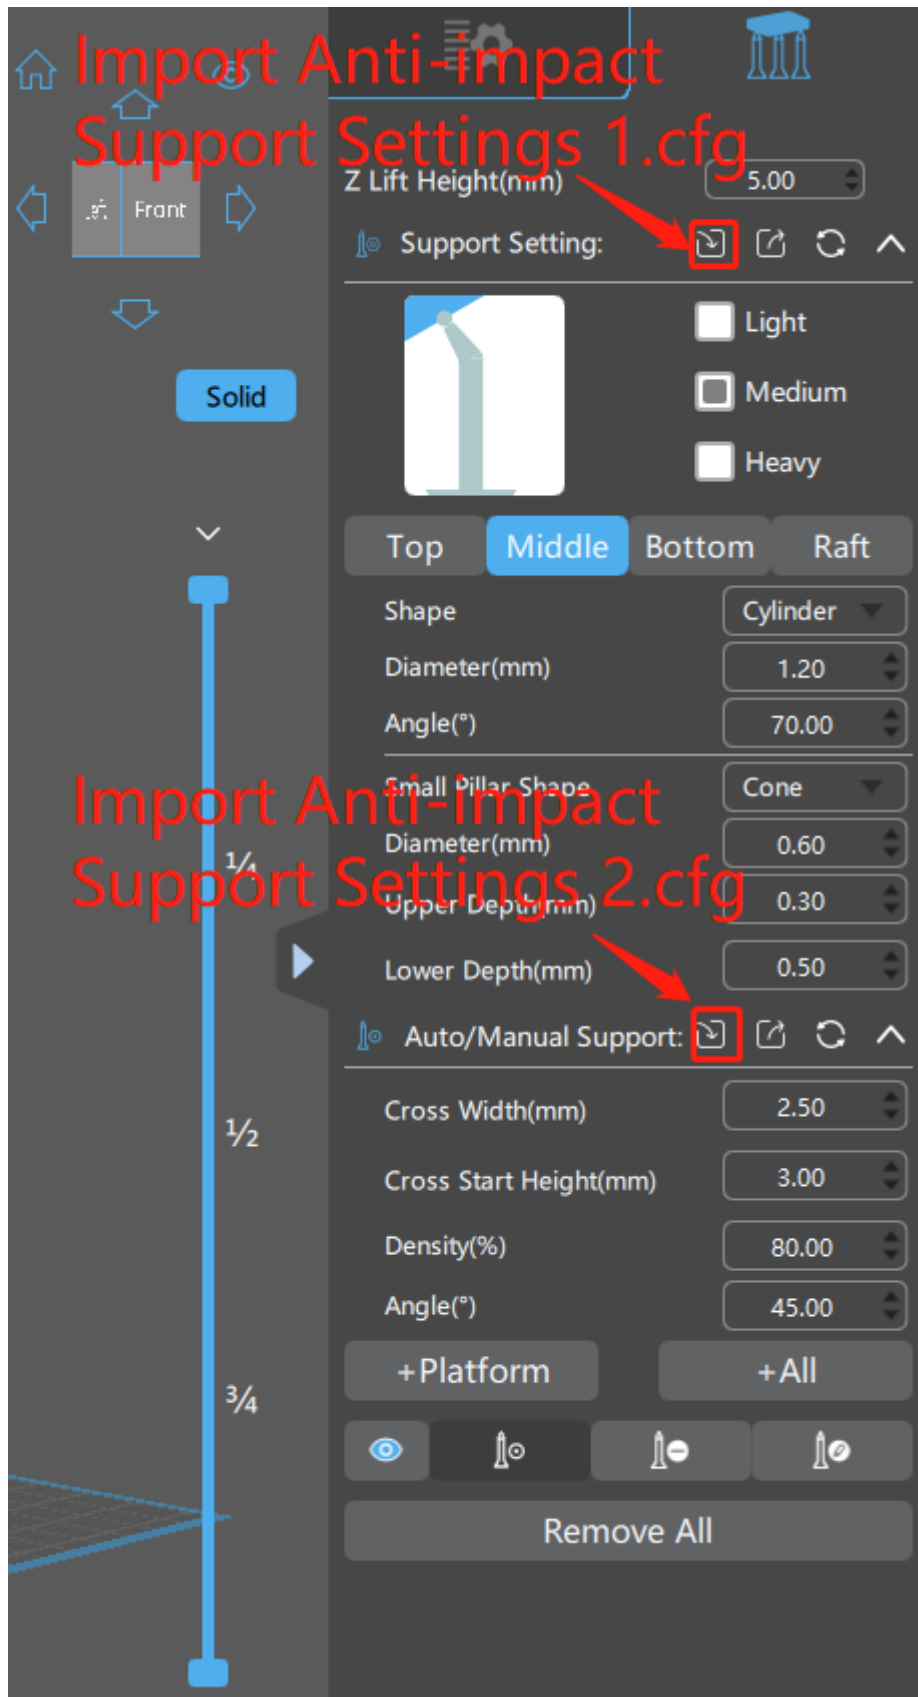 Import Anti-impact
Support Settings 1.cfg
Z Lift Height(mm) 5.00
Front
Support Setting:
Light
Medium
Heavy
Solid
Top Middle Bottom Raft
Shape Cylinder
Diameter(mm) 1.20
Angle(°) 70.00
Small Pillar Shape Cone
Import Anti-impact
Diameter(mm) 0.60
¼
Support Settings 2.cfg
Upper Depth(mm) 0.30
Lower Depth(mm) 0.50
Auto/Manual Support:
Cross Width(mm) 2.50
½
Cross Start Height(mm) 3.00
Density(%) 80.00
Angle(°) 45.00
+Platform +All
¾
Remove All